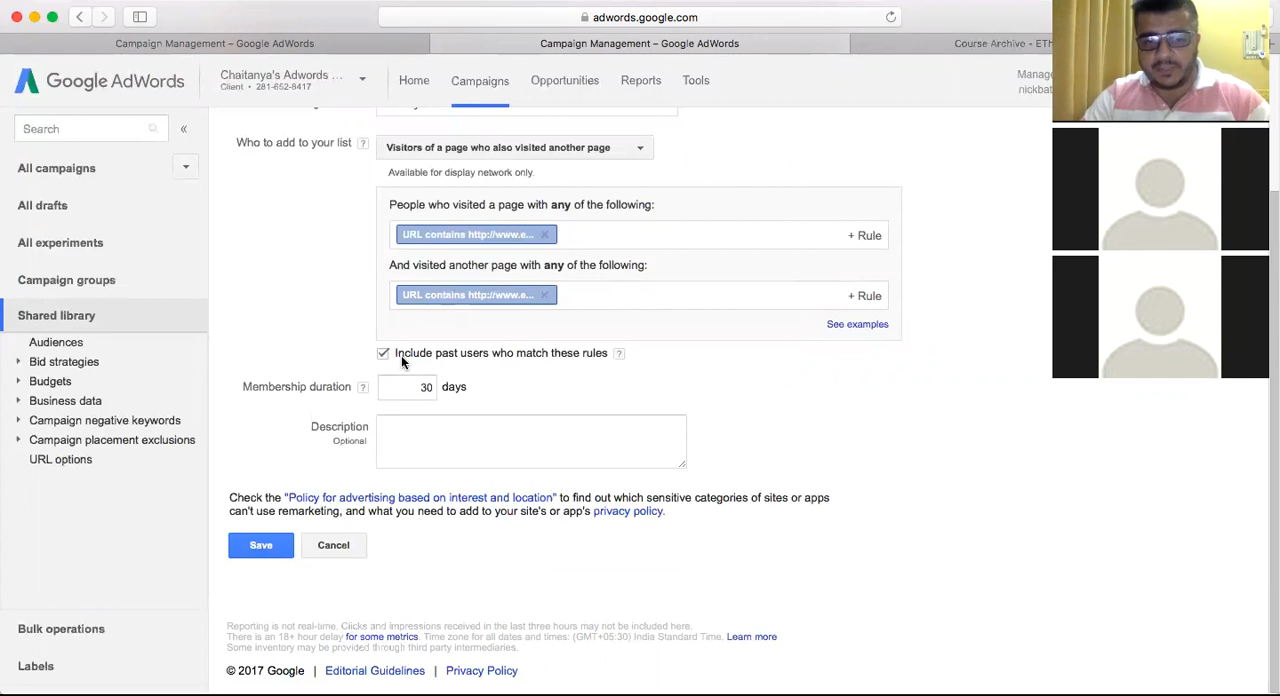 adwords.google.com
Campaign Management – Google AdWords
Campaign Management – Google AdWords
Course Archive - ETH
Google AdWords
Chaitanya's Adwords ...
Client • 281-652-8417
Home
Campaigns
Opportunities
Reports
Tools
Manage
nickbat
Search
«
All campaigns
All drafts
All experiments
Campaign groups
Shared library
Audiences
Bid strategies
Budgets
Business data
Campaign negative keywords
Campaign placement exclusions
URL options
Bulk operations
Labels
Who to add to your list ?
Visitors of a page who also visited another page
Available for display network only.
People who visited a page with any of the following:
URL contains http://www.e... ×
+ Rule
And visited another page with any of the following:
URL contains http://www.e... ×
+ Rule
See examples
Include past users who match these rules ?
Membership duration ? 30 days
Description
Optional
Check the "Policy for advertising based on interest and location" to find out which sensitive categories of sites or apps
can't use remarketing, and what you need to add to your site's or app's privacy policy.
Save
Cancel
Reporting is not real-time. Clicks and impressions received in the last three hours may not be included here.
There is an 18+ hour delay for some metrics. Time zone for all dates and times: (GMT+05:30) India Standard Time. Learn more
Some inventory may be provided through third party intermediaries.
© 2017 Google | Editorial Guidelines | Privacy Policy